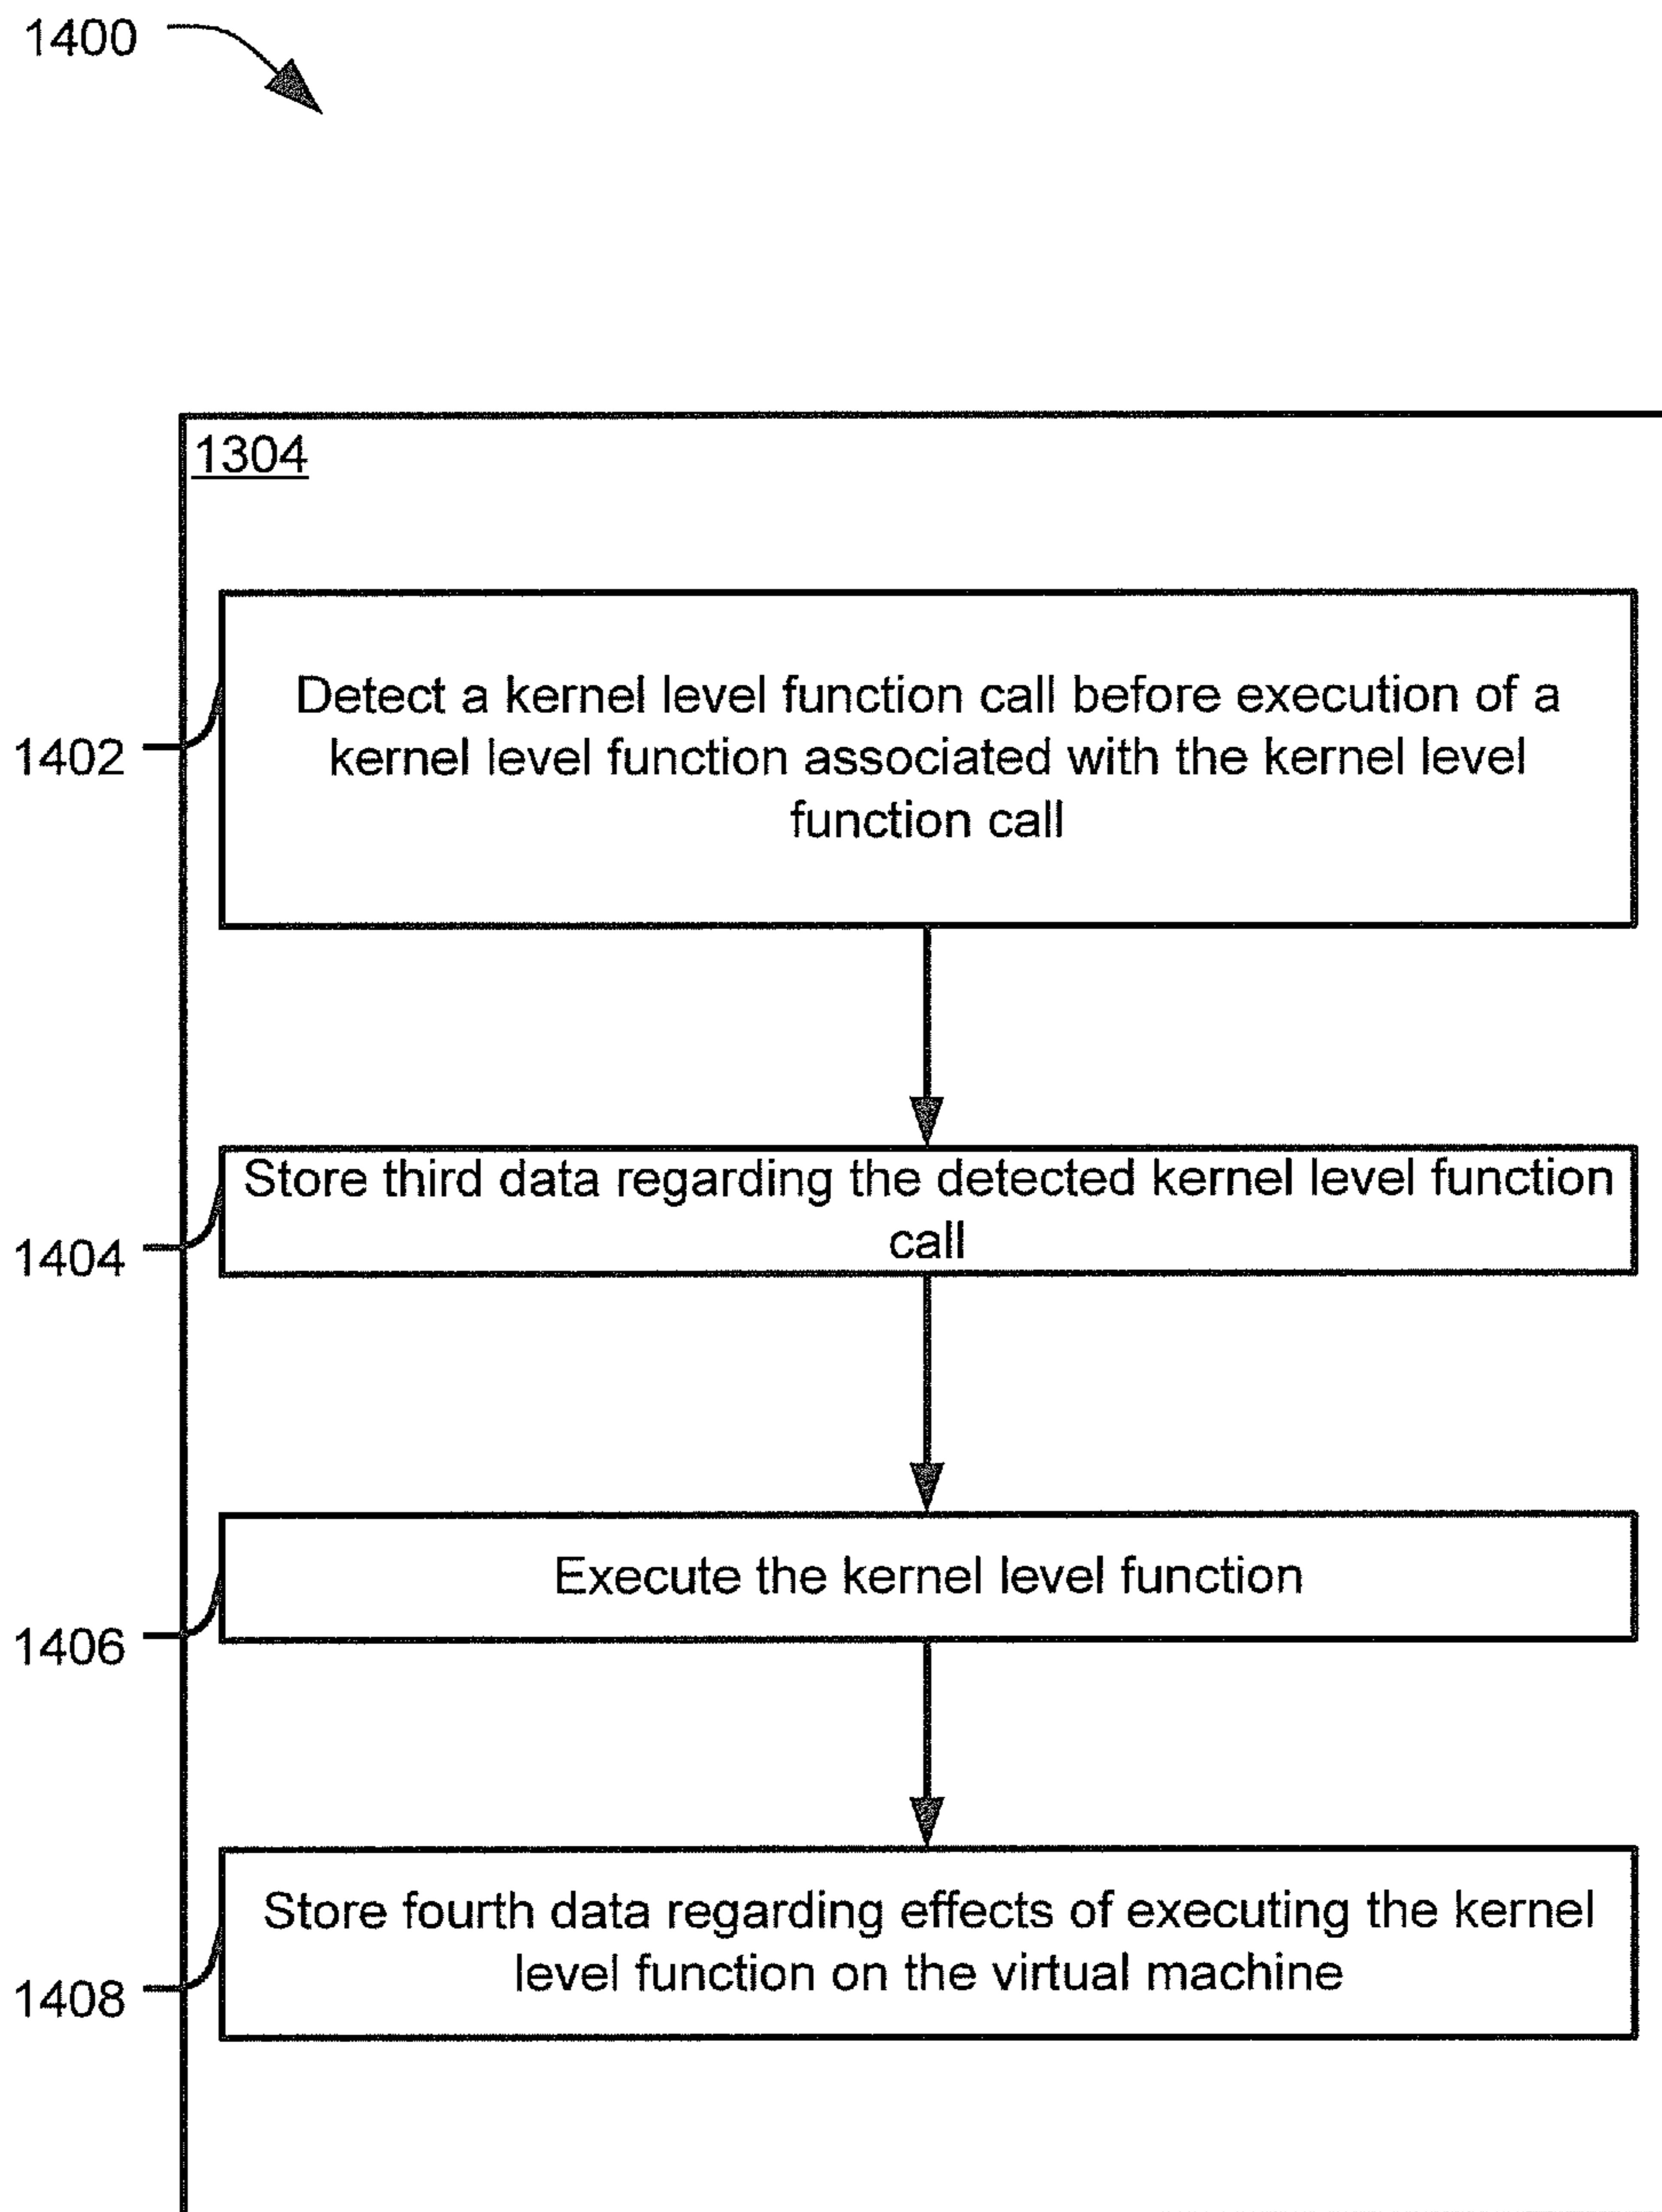 1400
1304
Detect a kernel level function call before execution of a
kernel level function associated with the kernel level
function call
1402
Store third data regarding the detected kernel level function
call
1404
Execute the kernel level function
1406
Store fourth data regarding effects of executing the kernel
level function on the virtual machine
1408